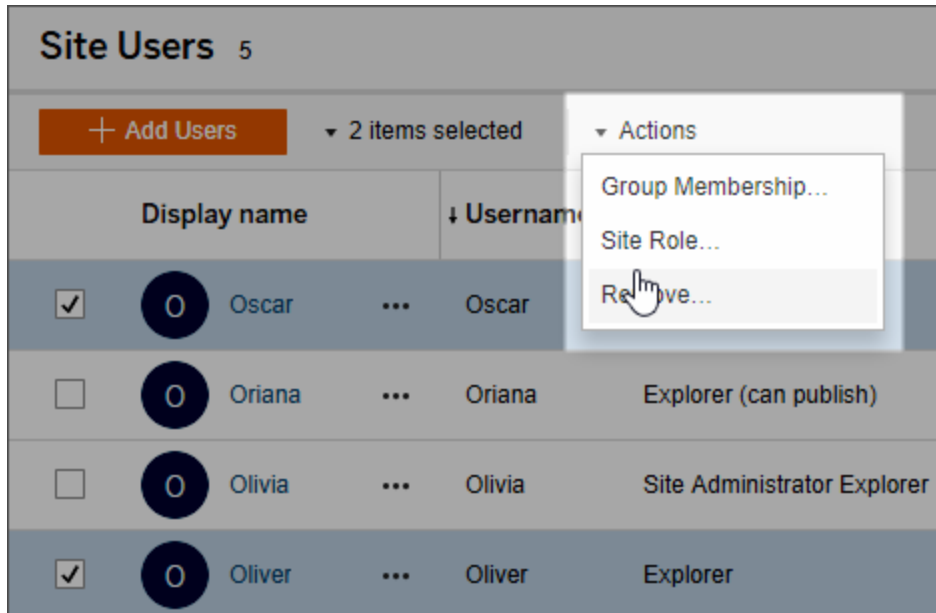 Site Users 5
+ Add Users 2 items selected Actions
Group Membership...
Site Role...
Remove...
Display name ↓ Username
O Oscar ••• Oscar
O Oriana ••• Oriana Explorer (can publish)
O Olivia ••• Olivia Site Administrator Explorer
O Oliver ••• Oliver Explorer